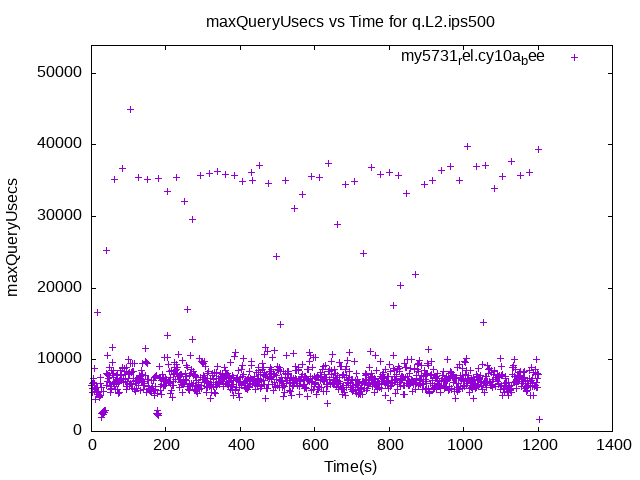 maxQueryUsecs vs Time for q.L2.ips500
my5731rel.cy10abee
maxQueryUsecs
50000
40000
30000
20000
10000
0
0 200 400 600 800 1000 1200 1400
Time(s)